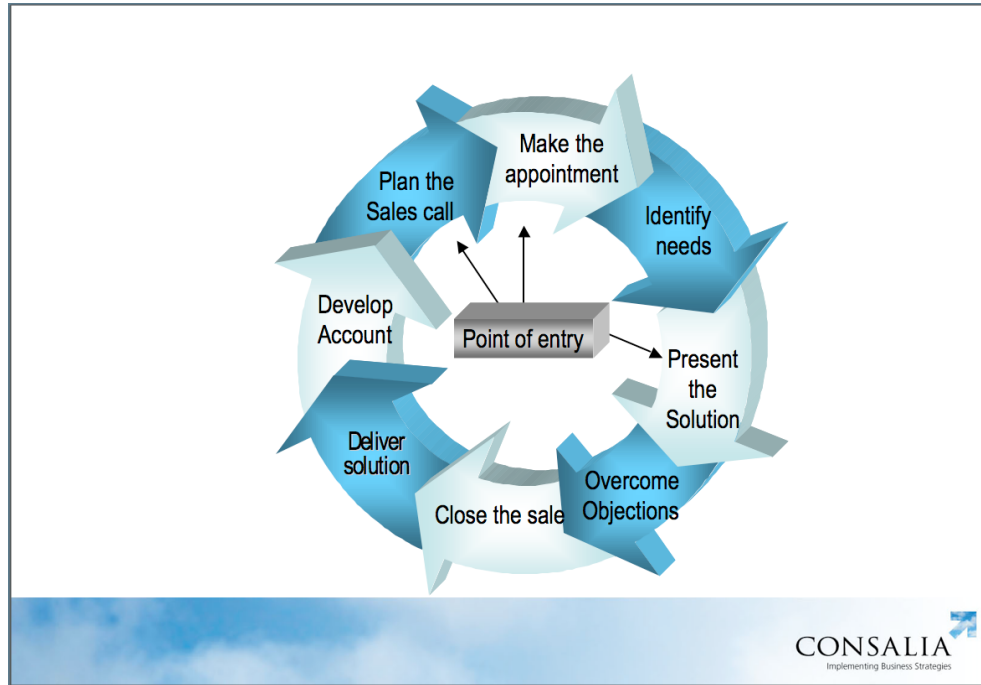 Make the
appointment
Plan the
Sales call
Identify
needs
Develop
Account
Point of entry
Present
the
Solution
Deliver
solution
Overcome
Objections
Close the sale
CONSALIA
Implementing Business Strategies